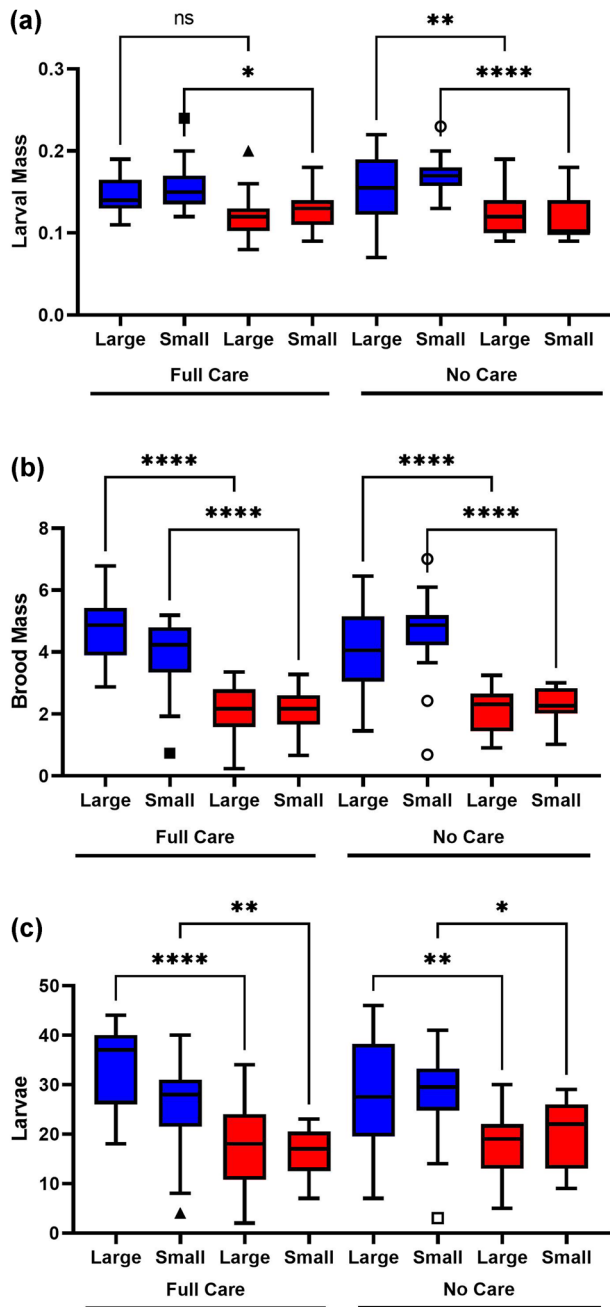 (a)
ns
**
*
****
0.3
0.2
0.1
0.0
Larval Mass
Large Small Large Small Large Small Large Small
Full Care No Care
(b)
**** ****
**** ****
8
6
4
2
0
Brood Mass
Large Small Large Small Large Small Large Small
Full Care No Care
(c)
** *
**** **
50
40
30
20
10
0
Larvae
Large Small Large Small Large Small Large Small
Full Care No Care